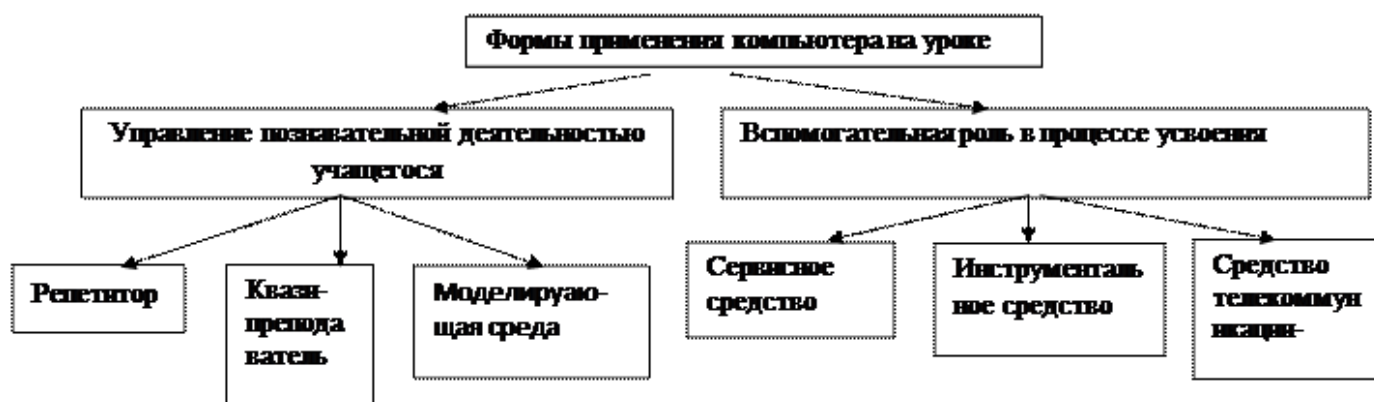 Формы применения компьютера на уроке
Управление познавательной деятельностью
учащегося
Вспомогательная роль в процессе усвоения
Репетитор
Квази-
препода
ватель
Моделируаю-
щая среда
Сервисное
средство
Инструменталь
ное средство
Средство
телекоммун
икации-